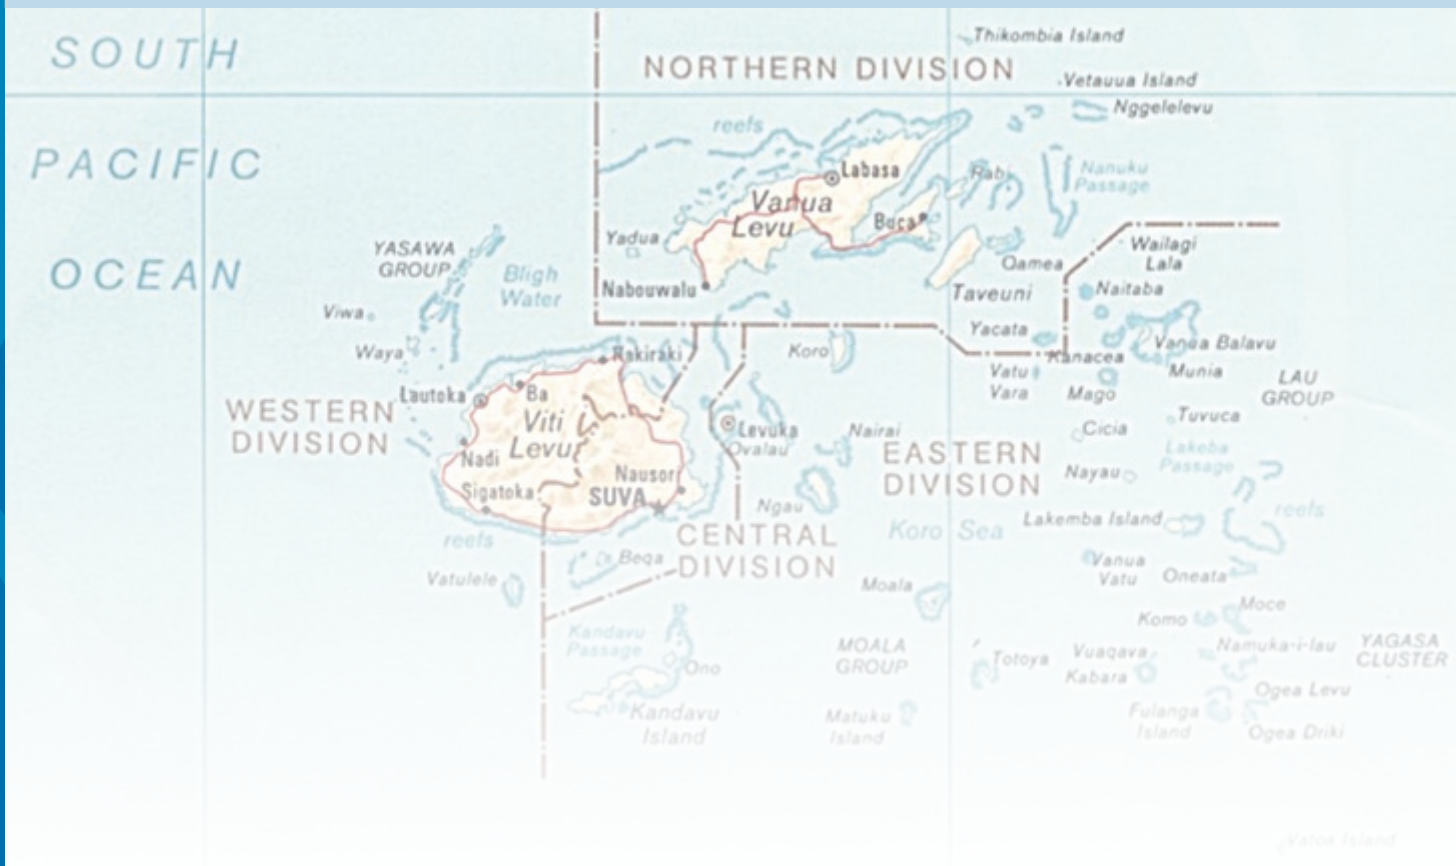 SOUTH
PACIFIC
OCEAN
NORTHERN DIVISION
Thikombia Island
Vetauua Island
Nggelelevu
reefs
Labasa
Rabi
Nanuku
Passage
Vanua
Levu
Buca
Yadua
Nabouwalu
Qamea
Taveuni
Wailagi
Lala
Naitaba
YASAWA
GROUP
Bligh
Water
Viwa
Waya
Yacata
Kanacea
Vanua Balavu
Vatu
Vara
Mago
Munia
LAU
GROUP
Koro
Rakiraki
Lautoka
Ba
Viti
Levu
WESTERN
DIVISION
Nadi
Sigatoka
Nausori
SUVA
Levuka
Ovalau
Nairai
EASTERN
DIVISION
Cicia
Tuvuca
Lakeba
Passage
Nayau
Ngau
CENTRAL
DIVISION
Koro Sea
Lakemba Island
reefs
reefs
Beqa
Vatulele
Moala
Vanua
Vatu
Oneata
Komo
Moce
Kandavu
Passage
Ono
Kandavu
Island
MOALA
GROUP
Totoya
Matuku
Island
Vuaqava
Kabara
Namuka-i-lau
YAGASA
CLUSTER
Ogea Levu
Fulanga
Island
Ogea Driki
Vatoa Island